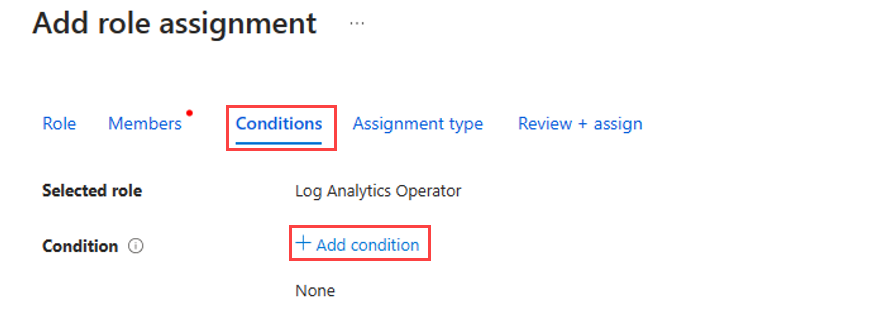 Add role assignment ...
Role Members Conditions Assignment type Review + assign
Selected role Log Analytics Operator
Condition + Add condition
None